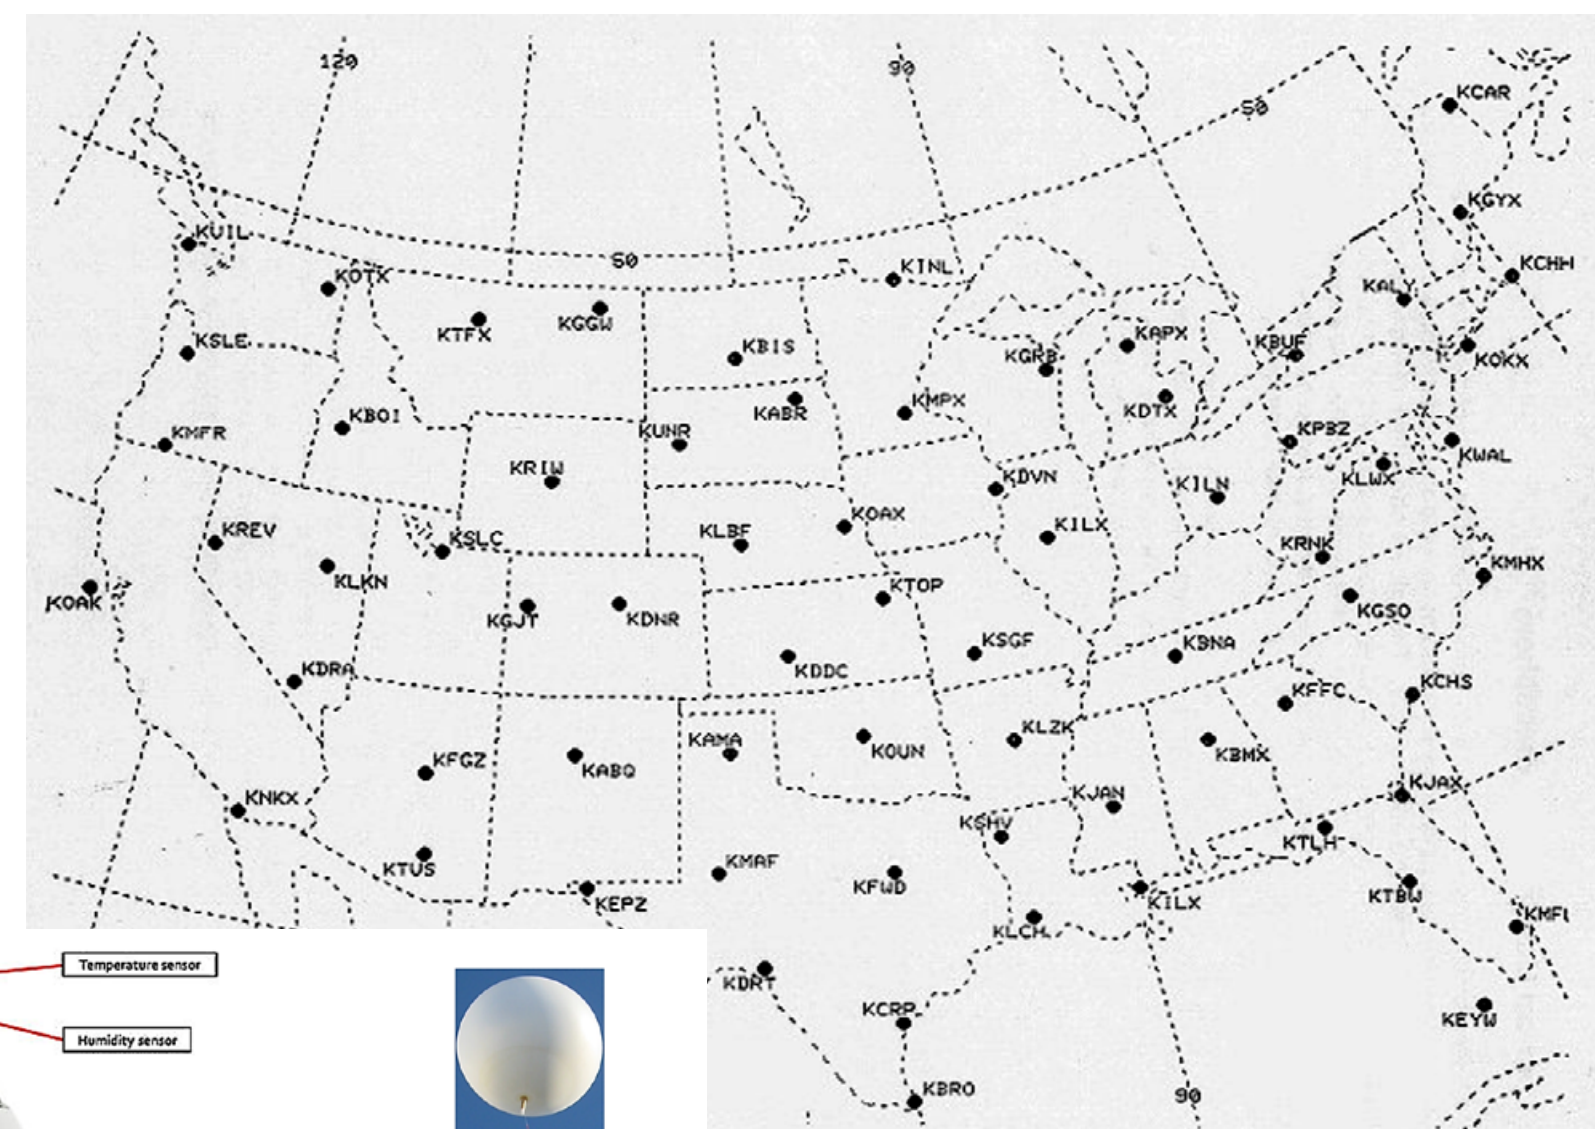 120
90
50
KCAR
KGYX
KUIL
50
KINL
KCHH
KOTX
KALY
KTFX
KGGW
KSLE
KBIS
KGRB
KAPX
KBUF
KOKX
KABR
KMPX
KDTX
KBOI
KMFR
KUNR
KPBZ
KWAL
KRIW
KDVN
KILN
KLWX
KREV
KSLC
KLBF
KOAX
KILX
KRNK
KLKN
KMHX
KOAK
KGJT
KDNR
KTOP
KGSO
KDRA
KDDC
KSGF
KBNA
KCHS
KFFC
KFGZ
KABQ
KAMA
KOUN
KLZK
KBMX
KNKX
KJAN
KJAX
KSHV
KTLH
KTUS
KMAF
KFWD
KTBW
KEPZ
KILX
KMFL
KLCH
Temperature sensor
KDRT
KCRP
KEYW
Humidity sensor
KBRO
90